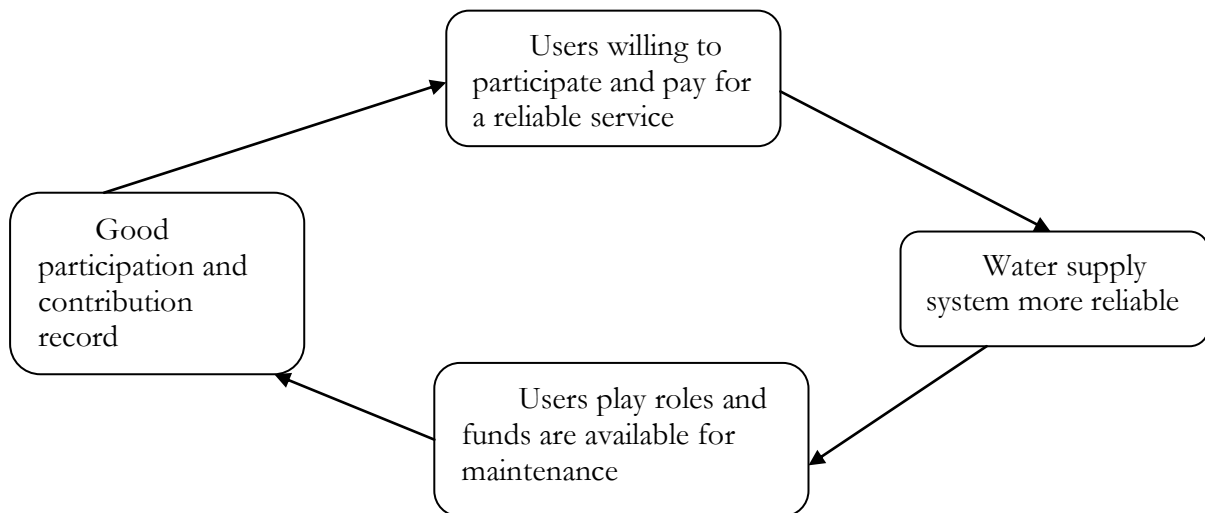 Users willing to
participate and pay for
a reliable service
Good
participation and
contribution
record
Water supply
system more reliable
Users play roles and
funds are available for
maintenance